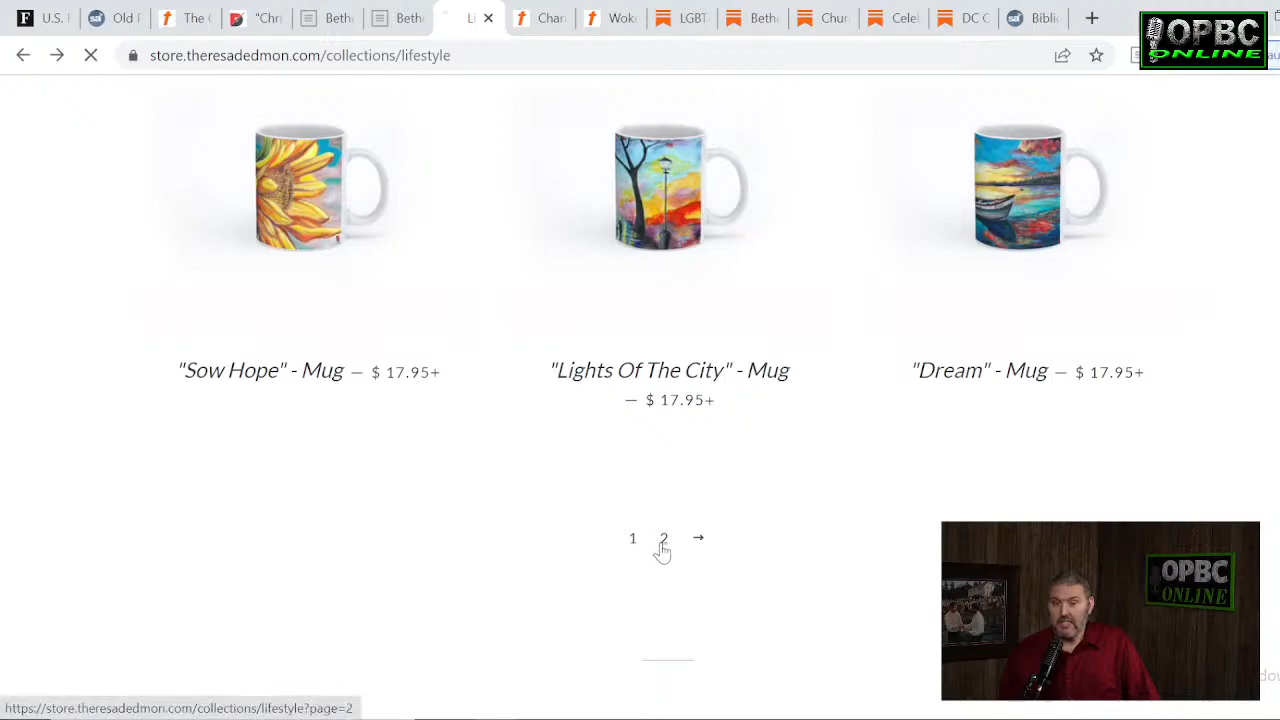 U.S.
Old P
The C
"Chri
Beth
beth
Li
Char
Wok
LGBT
Beth
Chur
Cele
DC C
Biblic
OPBC
ONLINE
store.theresadedmon.com/collections/lifestyle
"Sow Hope" - Mug — $ 17.95+
"Lights Of The City" - Mug
— $ 17.95+
"Dream" - Mug — $ 17.95+
1 2 →
OPBC
ONLINE
https://store.theresadedmon.com/collections/lifestyle?page=2